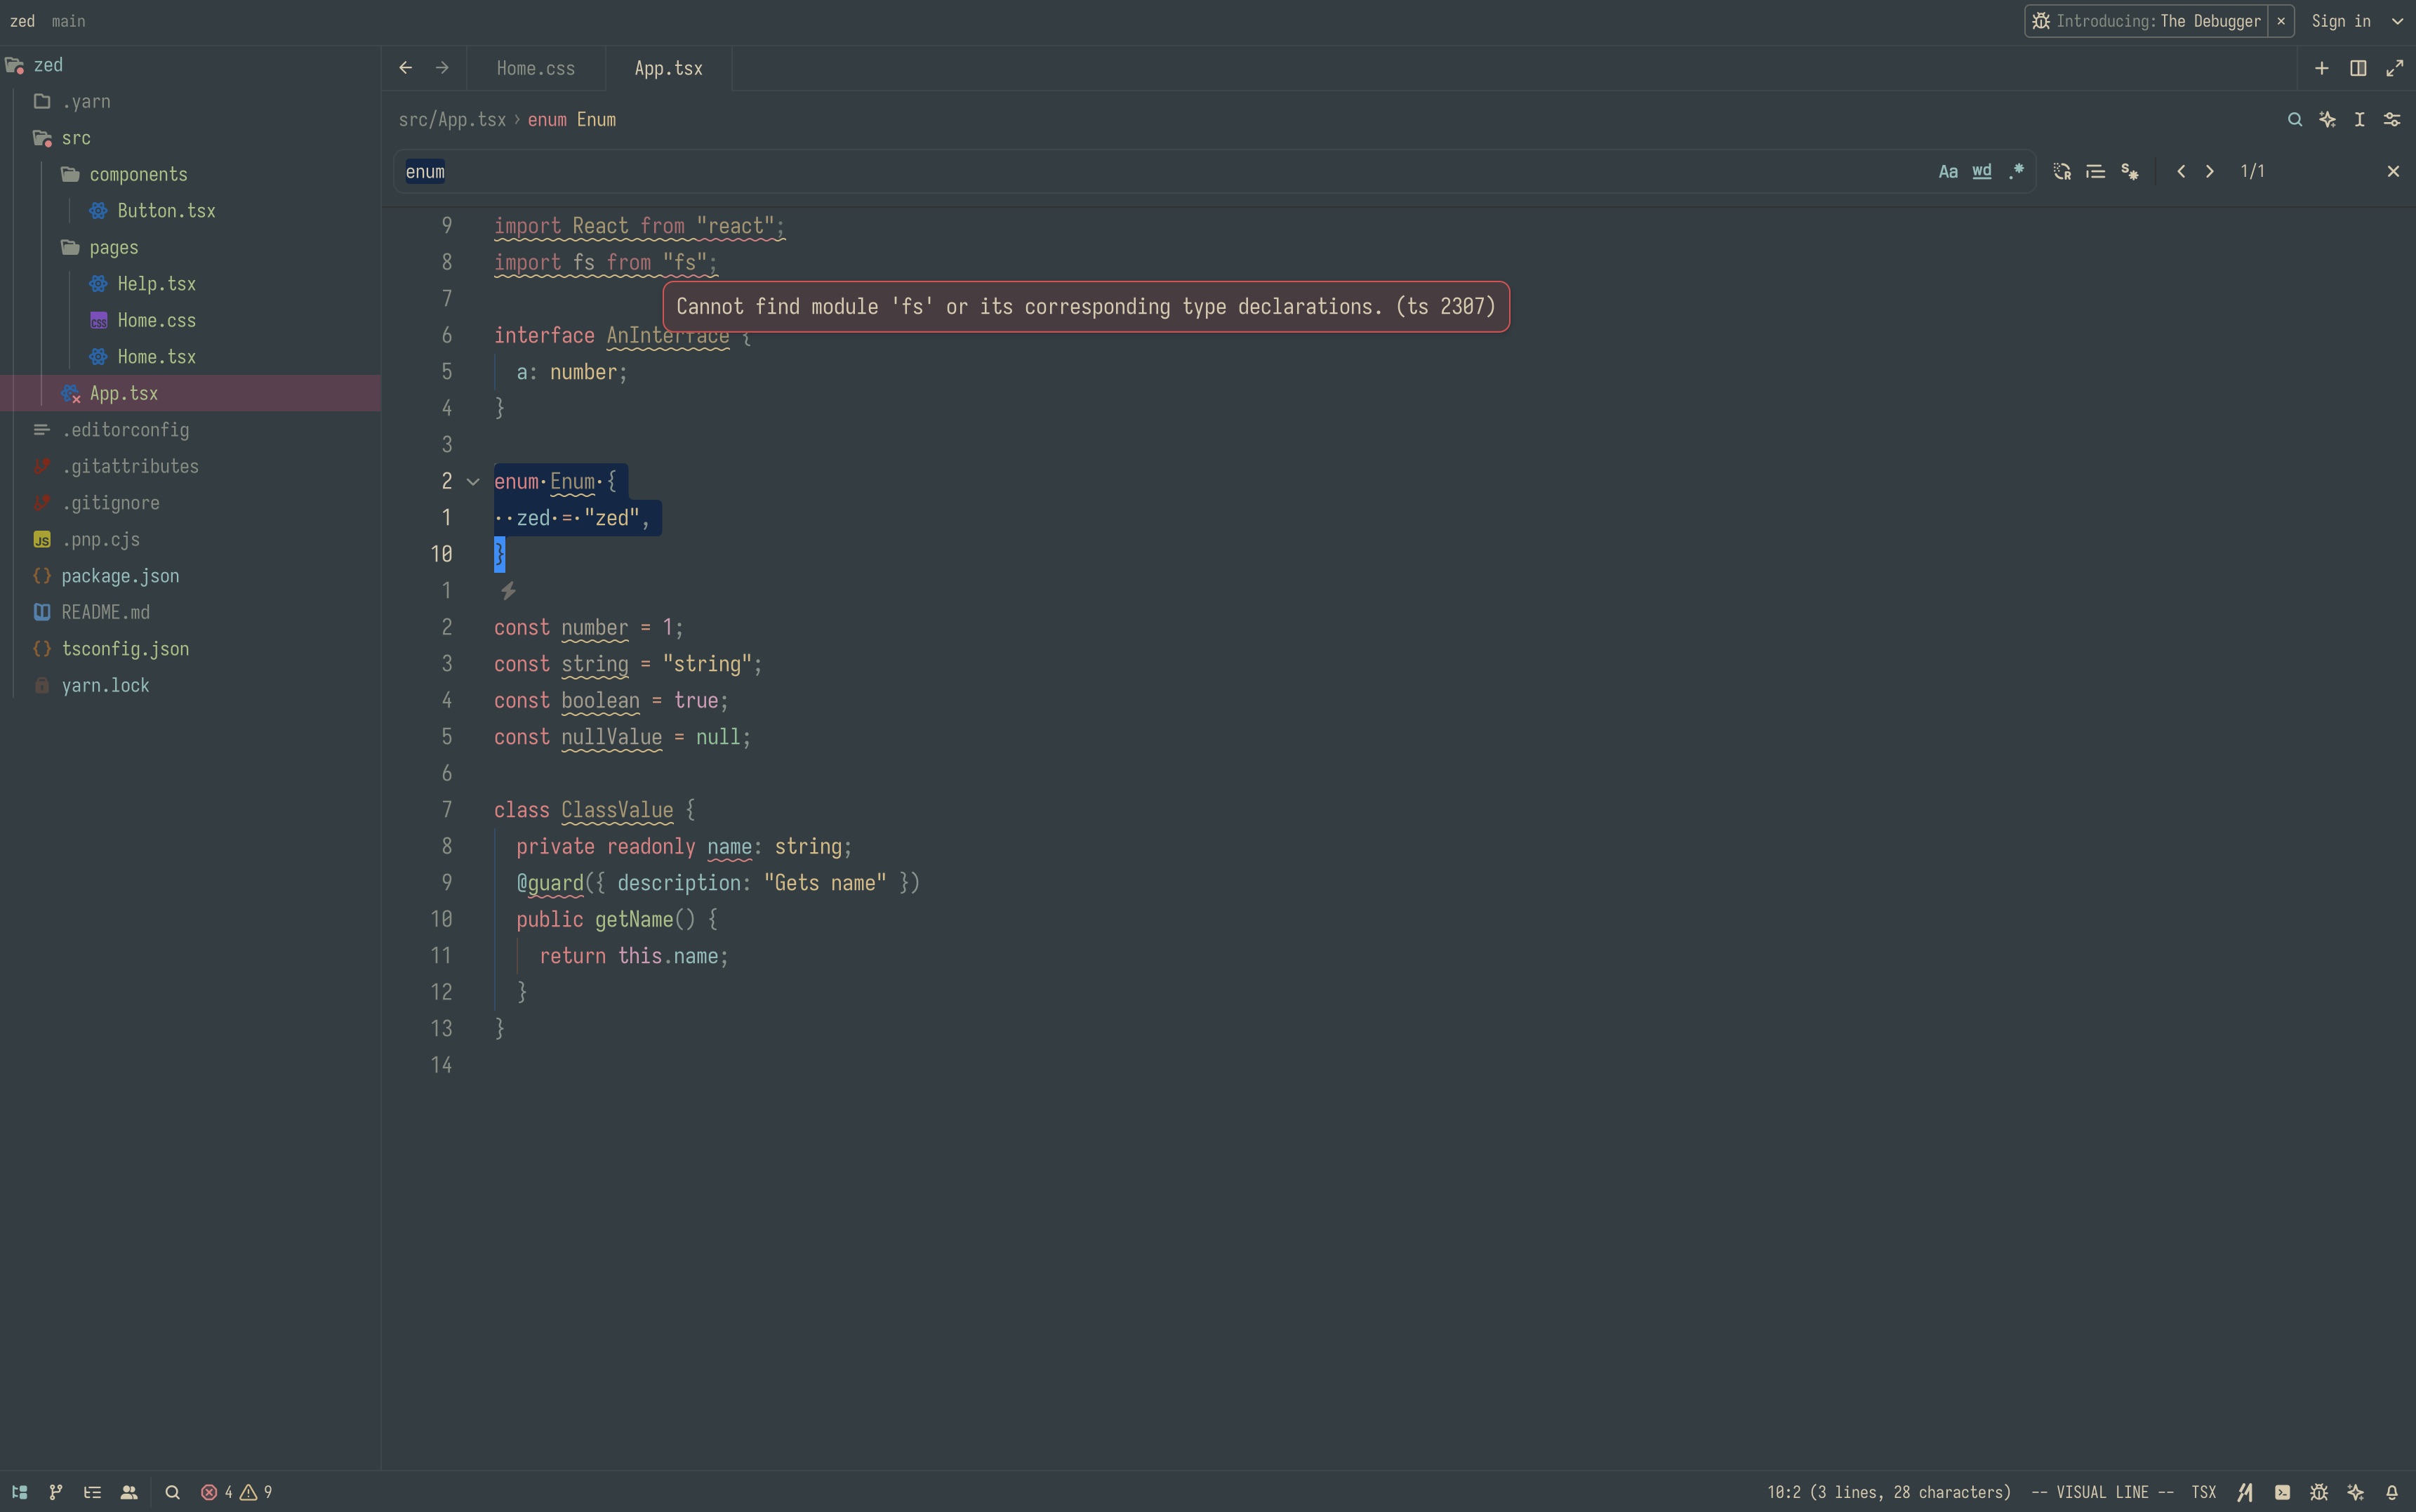 zed main
Introducing: The Debugger
Sign in
zed
.yarn
src
components
Button.tsx
pages
Help.tsx
Home.css
Home.tsx
App.tsx
.editorconfig
.gitattributes
.gitignore
.pnp.cjs
package.json
README.md
tsconfig.json
yarn.lock
Home.css
App.tsx
src/App.tsx › enum Enum
enum
Aa wd .* 1/1
9 import React from "react";
8 import fs from "fs";
7
Cannot find module 'fs' or its corresponding type declarations. (ts 2307)
6 interface AnInterface {
5 a: number;
4 }
3
2 enum·Enum·{
1 ··zed·=·"zed",
10 }
1
2 const number = 1;
3 const string = "string";
4 const boolean = true;
5 const nullValue = null;
6
7 class ClassValue {
8 private readonly name: string;
9 @guard({ description: "Gets name" })
10 public getName() {
11 return this.name;
12 }
13 }
14
4 9
10:2 (3 lines, 28 characters) -- VISUAL LINE -- TSX